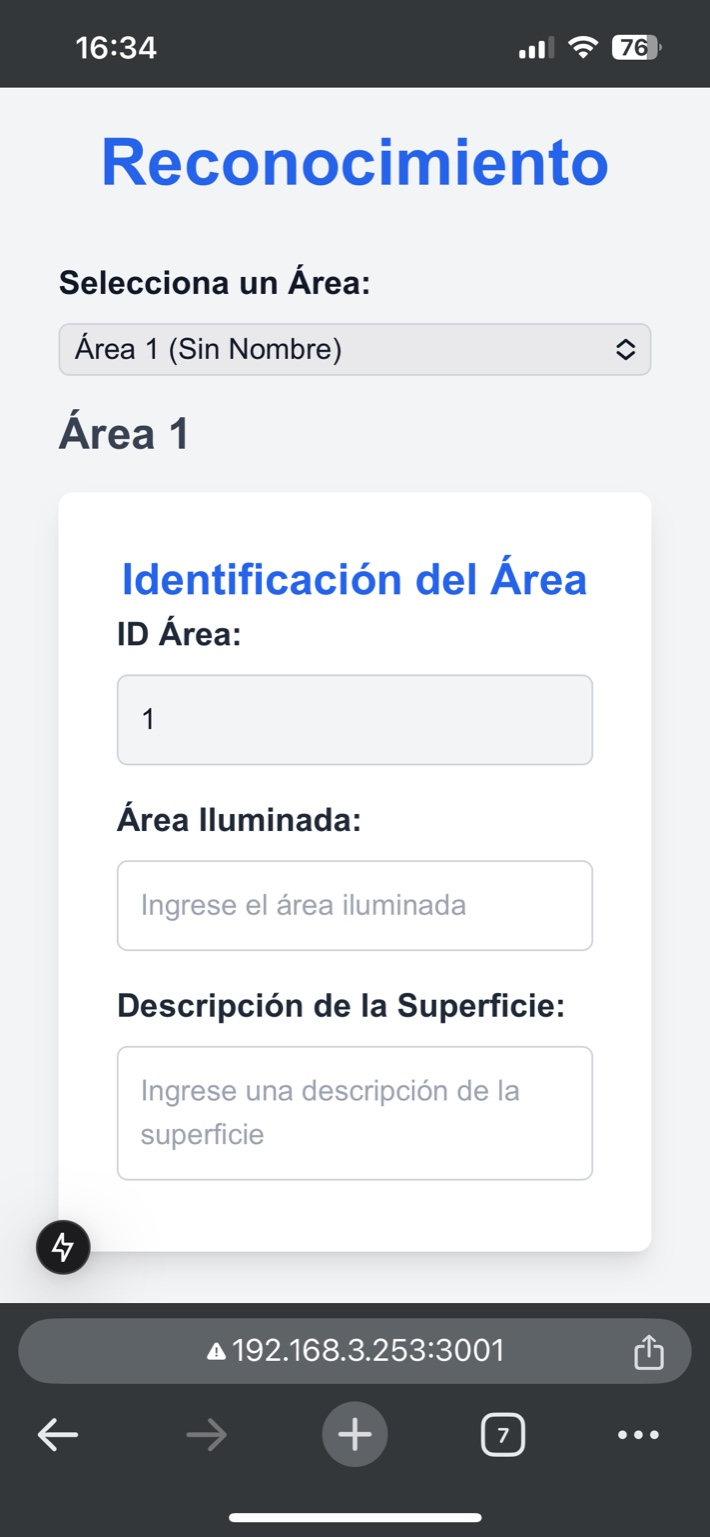 16:34
76
Reconocimiento
Selecciona un Área:
Área 1 (Sin Nombre)
Área 1
Identificación del Área
ID Área:
1
Área Iluminada:
Ingrese el área iluminada
Descripción de la Superficie:
Ingrese una descripción de la
superficie
192.168.3.253:3001
7